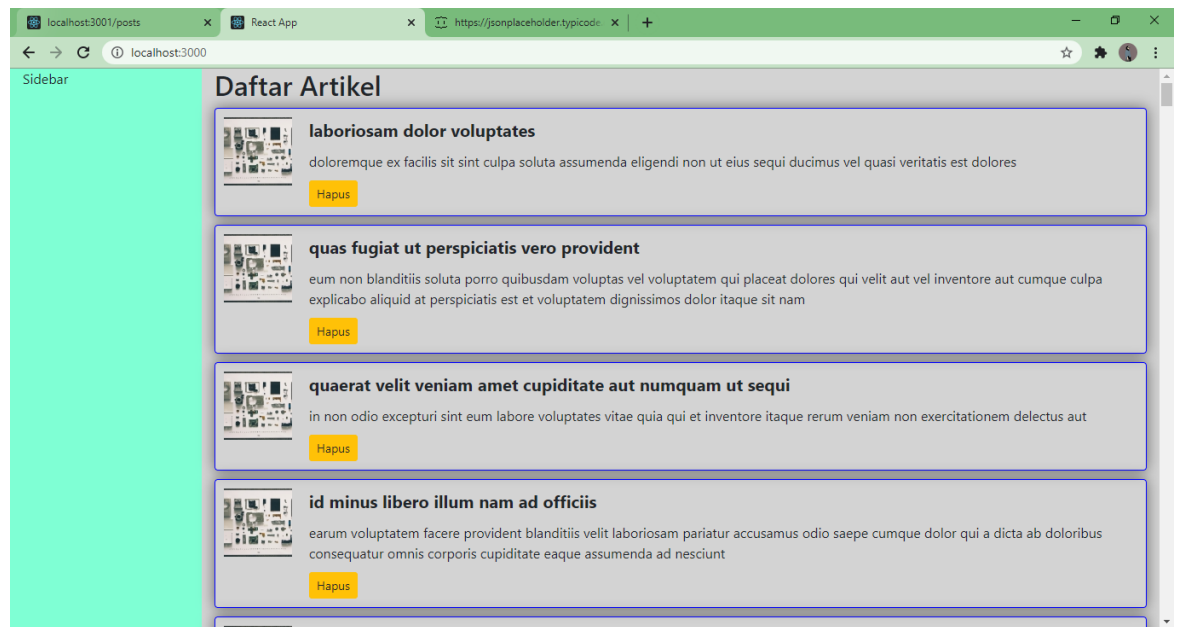 localhost:3001/posts
React App
https://jsonplaceholder.typicode
localhost:3000
Sidebar
Daftar Artikel
laboriosam dolor voluptates
doloremque ex facilis sit sint culpa soluta assumenda eligendi non ut eius sequi ducimus vel quasi veritatis est dolores
Hapus
quas fugiat ut perspiciatis vero provident
eum non blanditiis soluta porro quibusdam voluptas vel voluptatem qui placeat dolores qui velit aut vel inventore aut cumque culpa
explicabo aliquid at perspiciatis est et voluptatem dignissimos dolor itaque sit nam
Hapus
quaerat velit veniam amet cupiditate aut numquam ut sequi
in non odio excepturi sint eum labore voluptates vitae quia qui et inventore itaque rerum veniam non exercitationem delectus aut
Hapus
id minus libero illum nam ad officiis
earum voluptatem facere provident blanditiis velit laboriosam pariatur accusamus odio saepe cumque dolor qui a dicta ab doloribus
consequatur omnis corporis cupiditate eaque assumenda ad nesciunt
Hapus